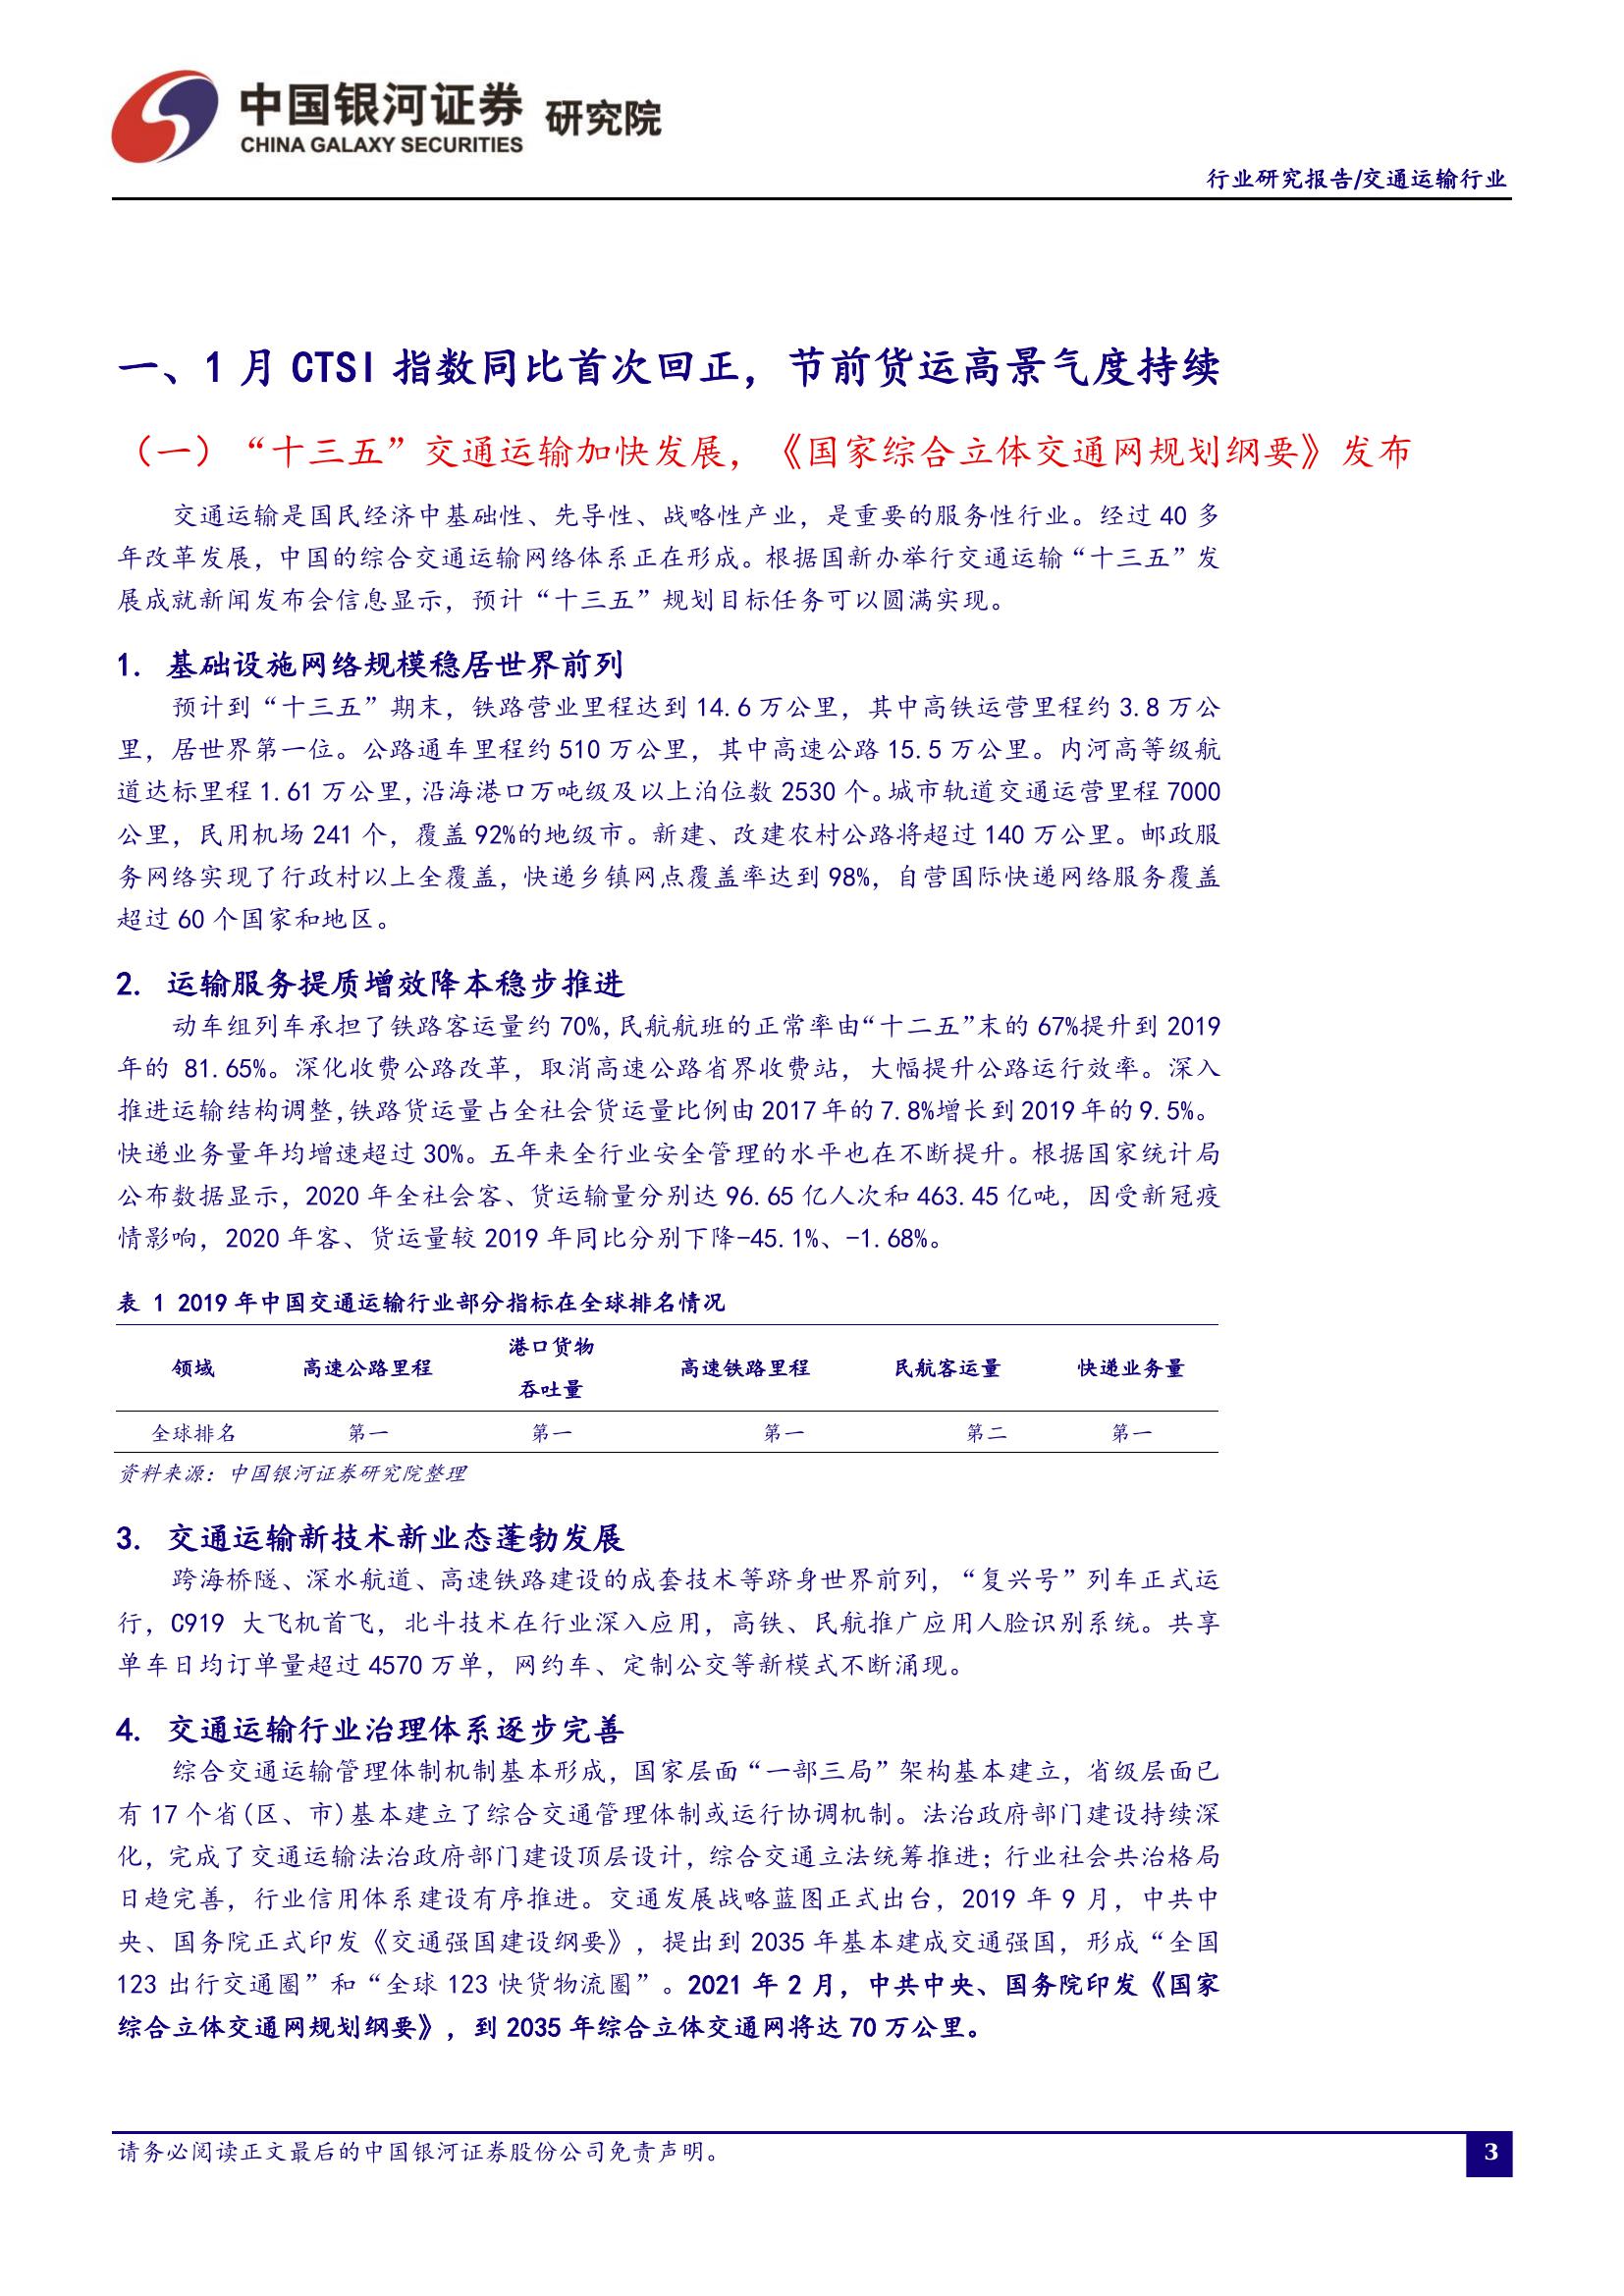 中国银河证券 研究院
CHINA GALAXY SECURITIES
行业研究报告/交通运输行业
一、1 月 CTSI 指数同比首次回正，节前货运高景气度持续
（一）“十三五”交通运输加快发展，《国家综合立体交通网规划纲要》发布
交通运输是国民经济中基础性、先导性、战略性产业，是重要的服务性行业。经过 40 多
年改革发展，中国的综合交通运输网络体系正在形成。根据国新办举行交通运输“十三五”发
展成就新闻发布会信息显示，预计“十三五”规划目标任务可以圆满实现。
1. 基础设施网络规模稳居世界前列
预计到“十三五”期末，铁路营业里程达到 14.6 万公里，其中高铁运营里程约 3.8 万公
里，居世界第一位。公路通车里程约 510 万公里，其中高速公路 15.5 万公里。内河高等级航
道达标里程 1.61 万公里，沿海港口万吨级及以上泊位数 2530 个。城市轨道交通运营里程 7000
公里，民用机场 241 个，覆盖 92%的地级市。新建、改建农村公路将超过 140 万公里。邮政服
务网络实现了行政村以上全覆盖，快递乡镇网点覆盖率达到 98%，自营国际快递网络服务覆盖
超过 60 个国家和地区。
2. 运输服务提质增效降本稳步推进
动车组列车承担了铁路客运量约 70%，民航航班的正常率由“十二五”末的 67%提升到 2019
年的 81.65%。深化收费公路改革，取消高速公路省界收费站，大幅提升公路运行效率。深入
推进运输结构调整，铁路货运量占全社会货运量比例由 2017 年的 7.8%增长到 2019 年的 9.5%。
快递业务量年均增速超过 30%。五年来全行业安全管理的水平也在不断提升。根据国家统计局
公布数据显示，2020 年全社会客、货运输量分别达 96.65 亿人次和 463.45 亿吨，因受新冠疫
情影响，2020 年客、货运量较 2019 年同比分别下降-45.1%、-1.68%。
表 1 2019 年中国交通运输行业部分指标在全球排名情况
领域 高速公路里程 港口货物 高速铁路里程 民航客运量 快递业务量
吞吐量
全球排名 第一 第一 第一 第二 第一
资料来源：中国银河证券研究院整理
3. 交通运输新技术新业态蓬勃发展
跨海桥隧、深水航道、高速铁路建设的成套技术等跻身世界前列，“复兴号”列车正式运
行，C919 大飞机首飞，北斗技术在行业深入应用，高铁、民航推广应用人脸识别系统。共享
单车日均订单量超过 4570 万单，网约车、定制公交等新模式不断涌现。
4. 交通运输行业治理体系逐步完善
综合交通运输管理体制机制基本形成，国家层面“一部三局”架构基本建立，省级层面已
有 17 个省(区、市)基本建立了综合交通管理体制或运行协调机制。法治政府部门建设持续深
化，完成了交通运输法治政府部门建设顶层设计，综合交通立法统筹推进；行业社会共治格局
日趋完善，行业信用体系建设有序推进。交通发展战略蓝图正式出台，2019 年 9 月，中共中
央、国务院正式印发《交通强国建设纲要》，提出到 2035 年基本建成交通强国，形成“全国
123 出行交通圈”和“全球 123 快货物流圈”。2021 年 2 月，中共中央、国务院印发《国家
综合立体交通网规划纲要》，到 2035 年综合立体交通网将达 70 万公里。
请务必阅读正文最后的中国银河证券股份公司免责声明。
3